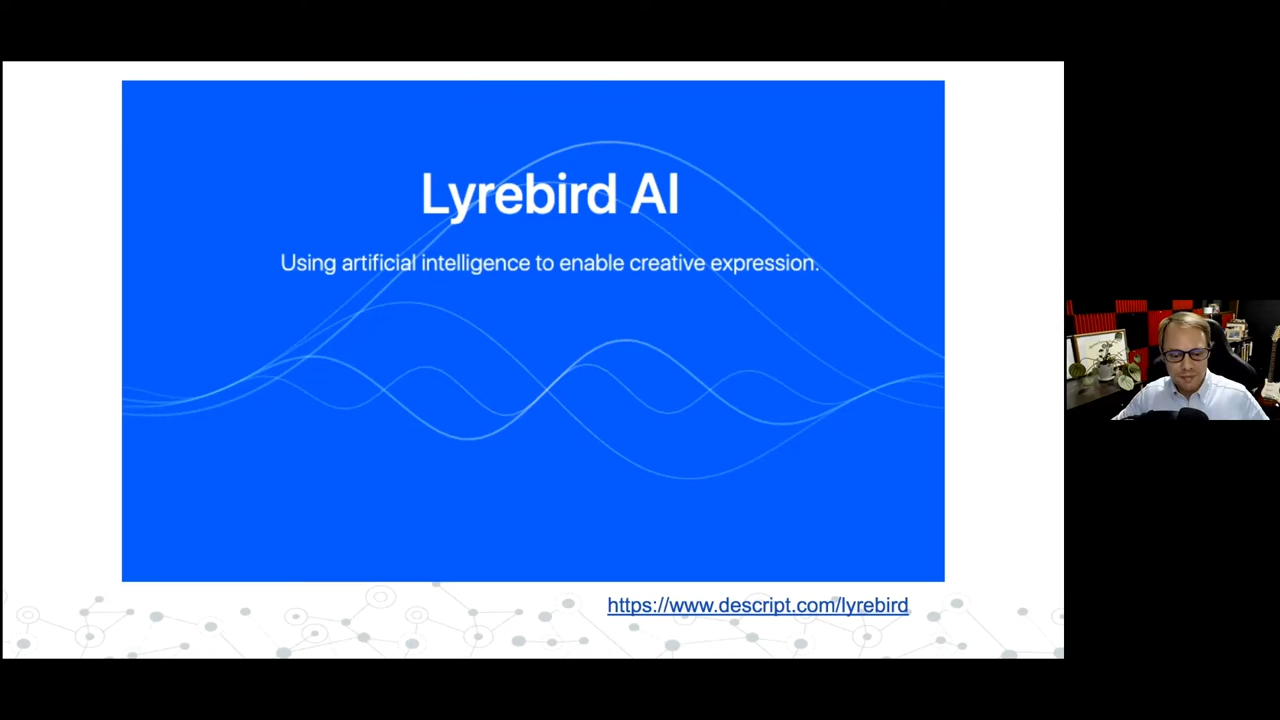 Lyrebird AI
Using artificial intelligence to enable creative expression.
https://www.descript.com/lyrebird